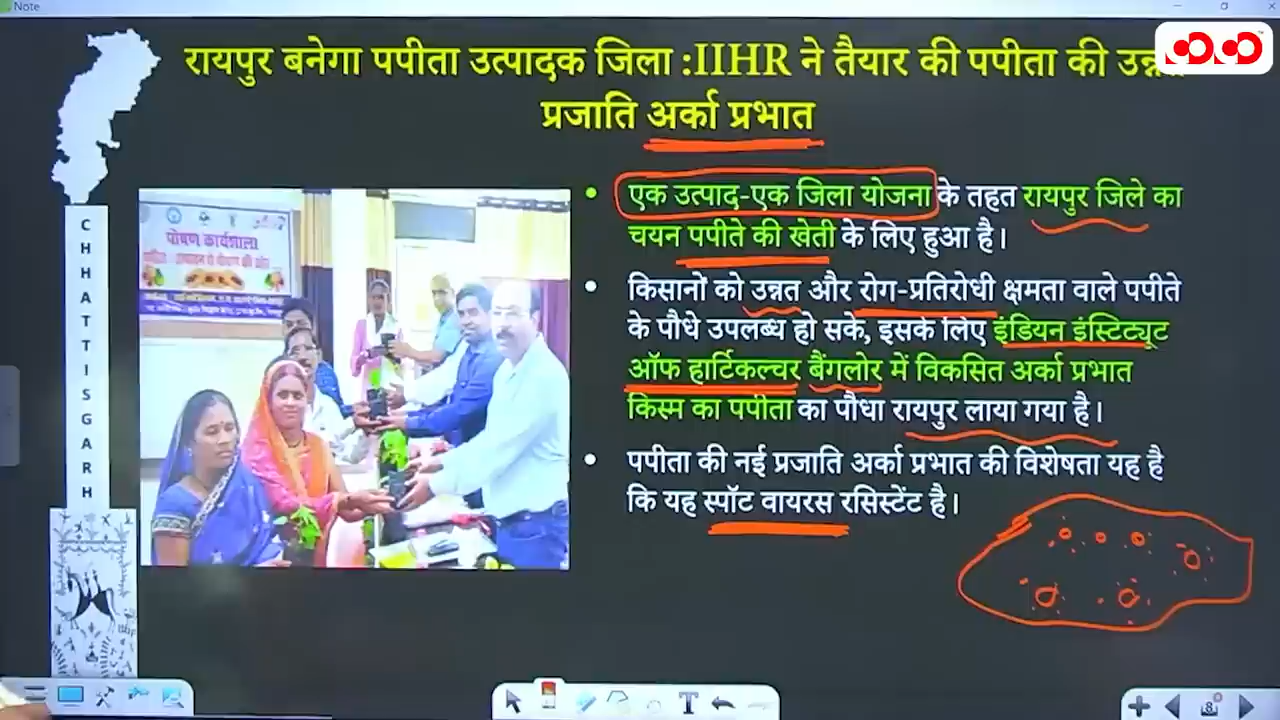 Note
रायपुर बनेगा पपीता उत्पादक जिला :IIHR ने तैयार की पपीता की
प्रजाति अर्का प्रभात
CHHATTISGARH
पोषण कार्यशाला
एक उत्पाद-एक जिला योजना के तहत रायपुर जिले का
चयन पपीते की खेती के लिए हुआ है।
किसानों को उन्नत और रोग-प्रतिरोधी क्षमता वाले पपीते
के पौधे उपलब्ध हो सके, इसके लिए इंडियन इंस्टिट्यूट
ऑफ हार्टिकल्चर बैंगलोर में विकसित अर्का प्रभात
किस्म का पपीता का पौधा रायपुर लाया गया है।
पपीता की नई प्रजाति अर्का प्रभात की विशेषता यह है
कि यह स्पॉट वायरस रसिस्टेंट है।